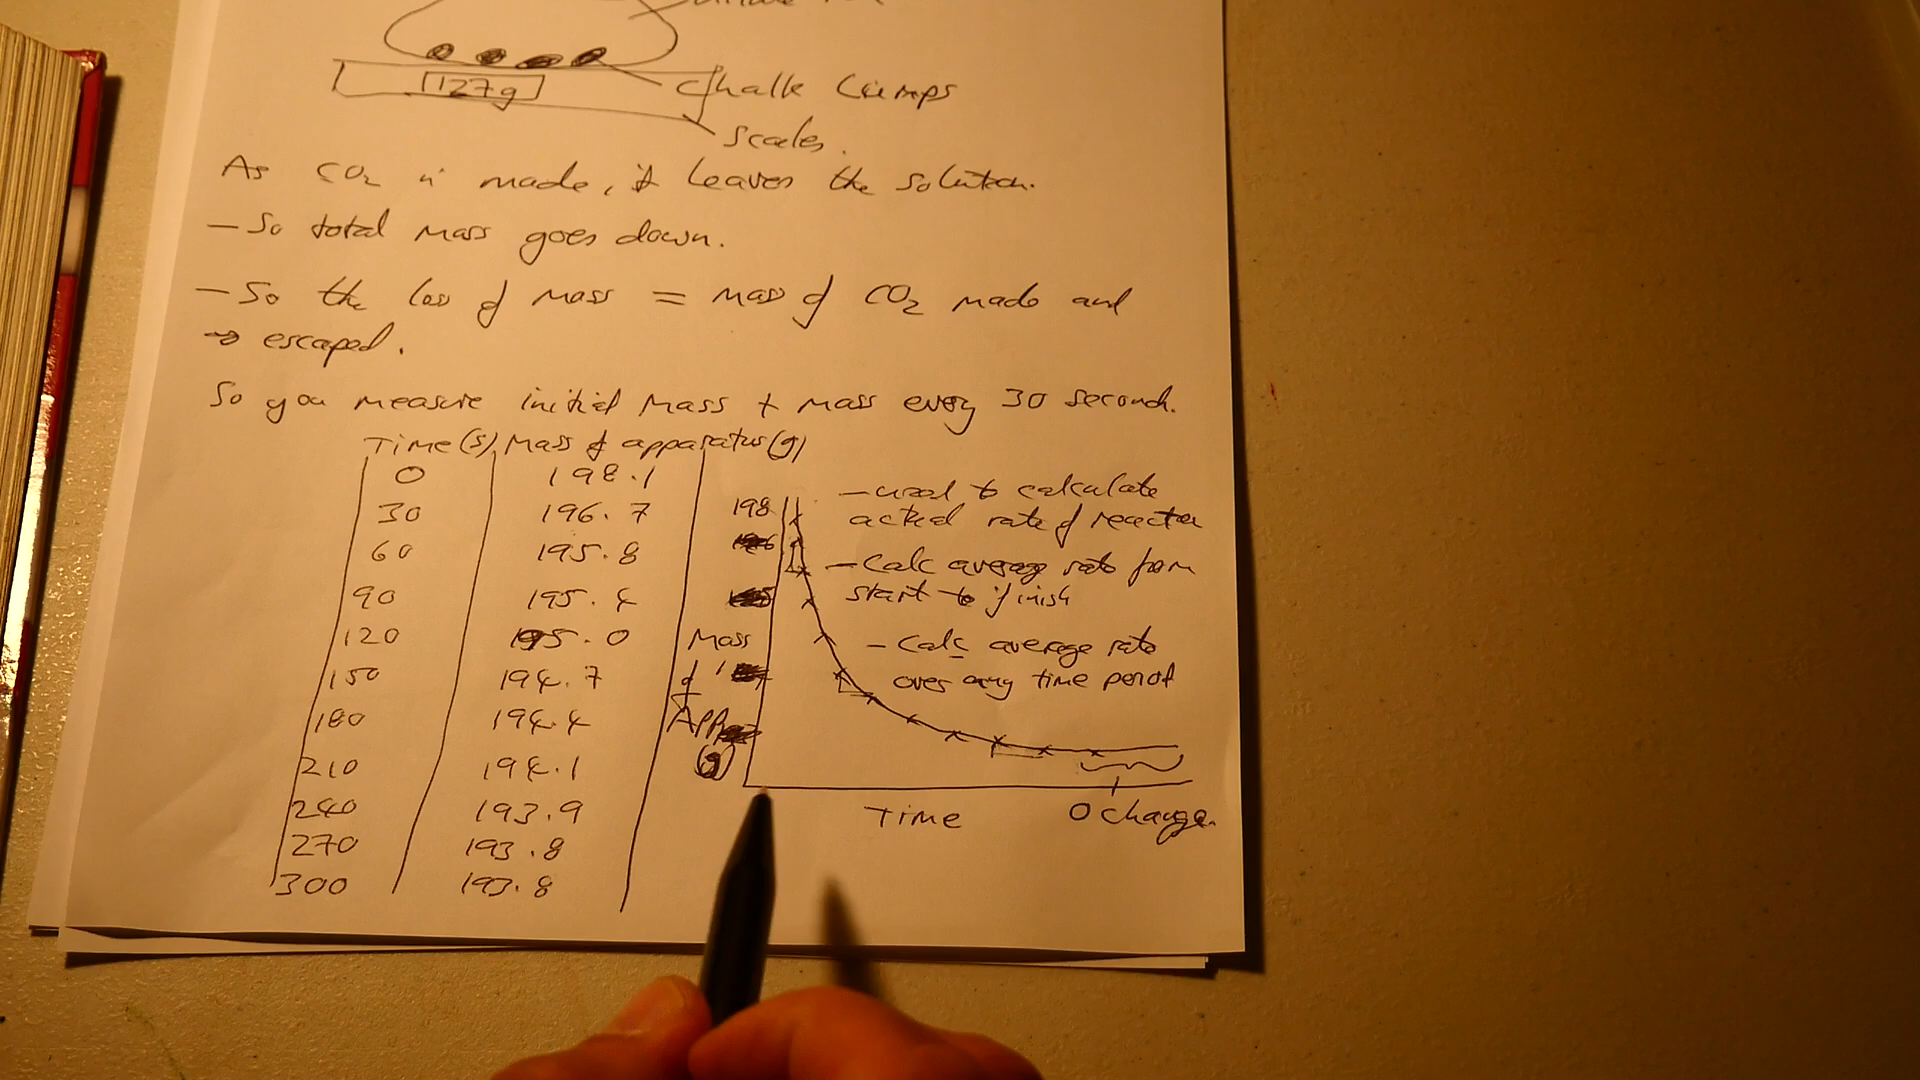 127g
Chalk Lumps
Scales.
As CO2 is made, it leaves the solution.
- So total mass goes down.
- So the loss of mass = mass of CO2 made and
→ escaped.
So you measure initial mass + mass every 30 seconds.
Time (s) Mass of apparatus (g)
0 198.1
30 196.7
60 195.8
90 195.4
120 195.0
150 194.7
180 194.4
210 194.1
240 193.9
270 193.8
300 193.8
198
Mass
of
App
(g)
- used to calculate
actual rate of reaction
- Calc average rate from
start to finish
- Calc average rate
over any time period
Time
0 change.